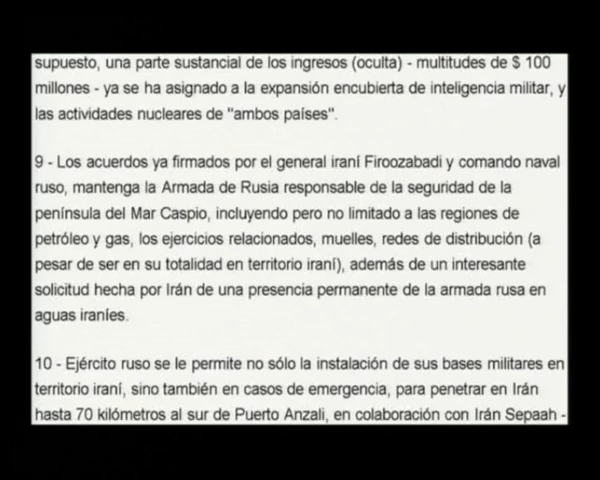 supuesto, una parte sustancial de los ingresos (oculta) - multitudes de $ 100
millones - ya se ha asignado a la expansión encubierta de inteligencia militar, y
las actividades nucleares de "ambos países".
9 - Los acuerdos ya firmados por el general iraní Firoozabadi y comando naval
ruso, mantenga la Armada de Rusia responsable de la seguridad de la
península del Mar Caspio, incluyendo pero no limitado a las regiones de
petróleo y gas, los ejercicios relacionados, muelles, redes de distribución (a
pesar de ser en su totalidad en territorio iraní), además de un interesante
solicitud hecha por Irán de una presencia permanente de la armada rusa en
aguas iraníes.
10 - Ejército ruso se le permite no sólo la instalación de sus bases militares en
territorio iraní, sino también en casos de emergencia, para penetrar en Irán
hasta 70 kilómetros al sur de Puerto Anzali, en colaboración con Irán Sepaah -